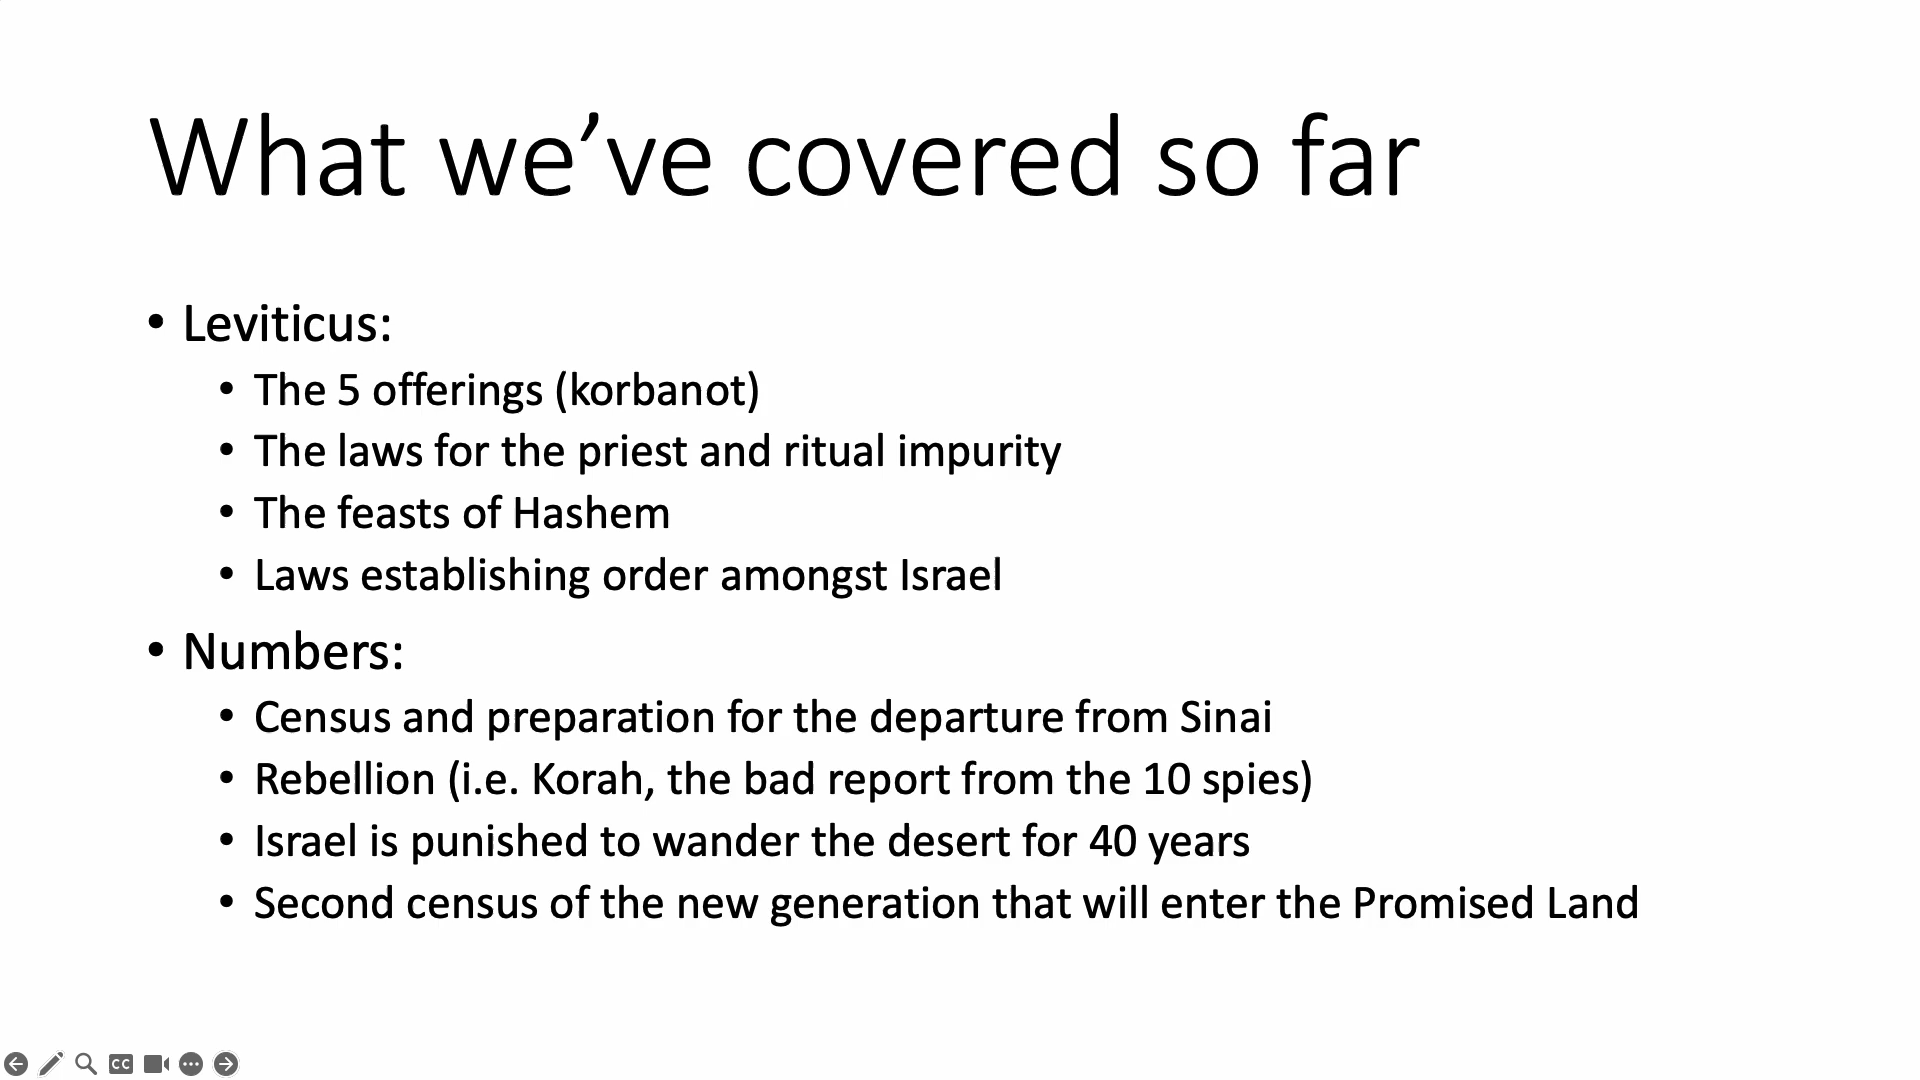 What we’ve covered so far
• Leviticus:
• The 5 offerings (korbanot)
• The laws for the priest and ritual impurity
• The feasts of Hashem
• Laws establishing order amongst Israel
• Numbers:
• Census and preparation for the departure from Sinai
• Rebellion (i.e. Korah, the bad report from the 10 spies)
• Israel is punished to wander the desert for 40 years
• Second census of the new generation that will enter the Promised Land
CC